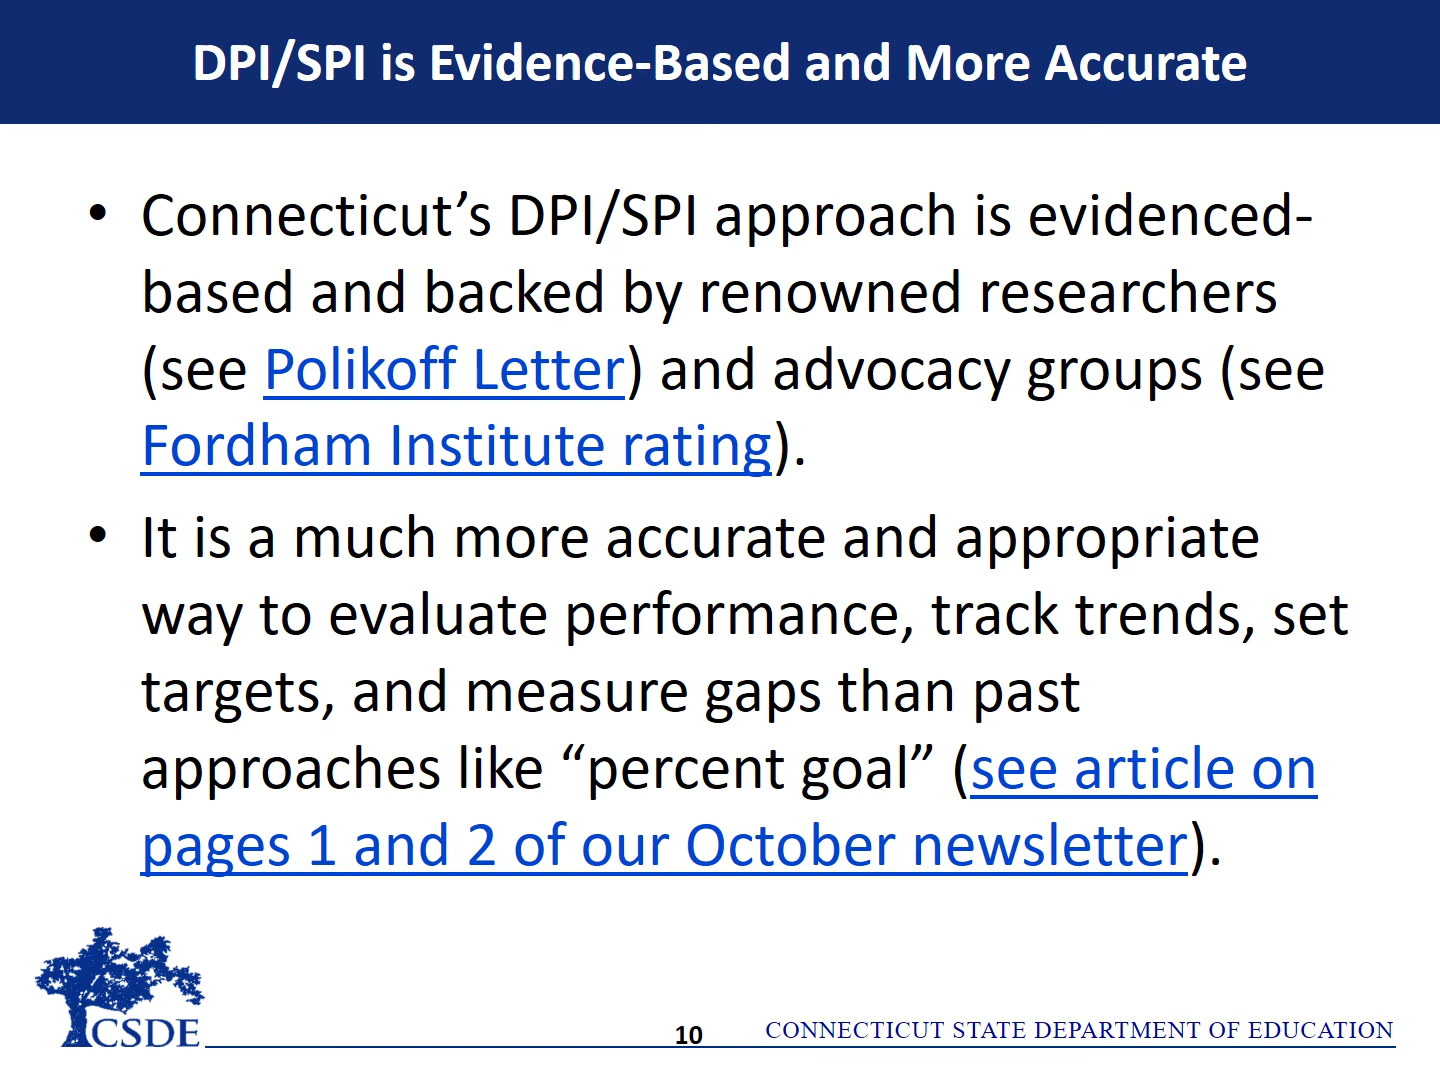 DPI/SPI is Evidence-Based and More Accurate
• Connecticut’s DPI/SPI approach is evidenced-
based and backed by renowned researchers
(see Polikoff Letter) and advocacy groups (see
Fordham Institute rating).
• It is a much more accurate and appropriate
way to evaluate performance, track trends, set
targets, and measure gaps than past
approaches like “percent goal” (see article on
pages 1 and 2 of our October newsletter).
CSDE
10
CONNECTICUT STATE DEPARTMENT OF EDUCATION